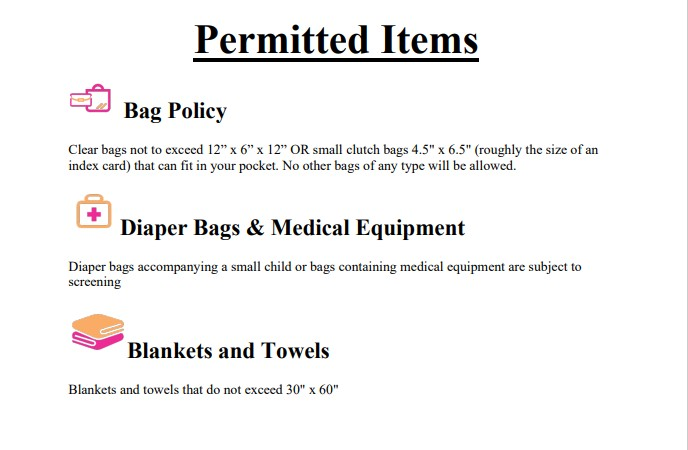 Permitted Items
Bag Policy
Clear bags not to exceed 12” x 6” x 12” OR small clutch bags 4.5" x 6.5" (roughly the size of an
index card) that can fit in your pocket. No other bags of any type will be allowed.
Diaper Bags & Medical Equipment
Diaper bags accompanying a small child or bags containing medical equipment are subject to
screening
Blankets and Towels
Blankets and towels that do not exceed 30" x 60"